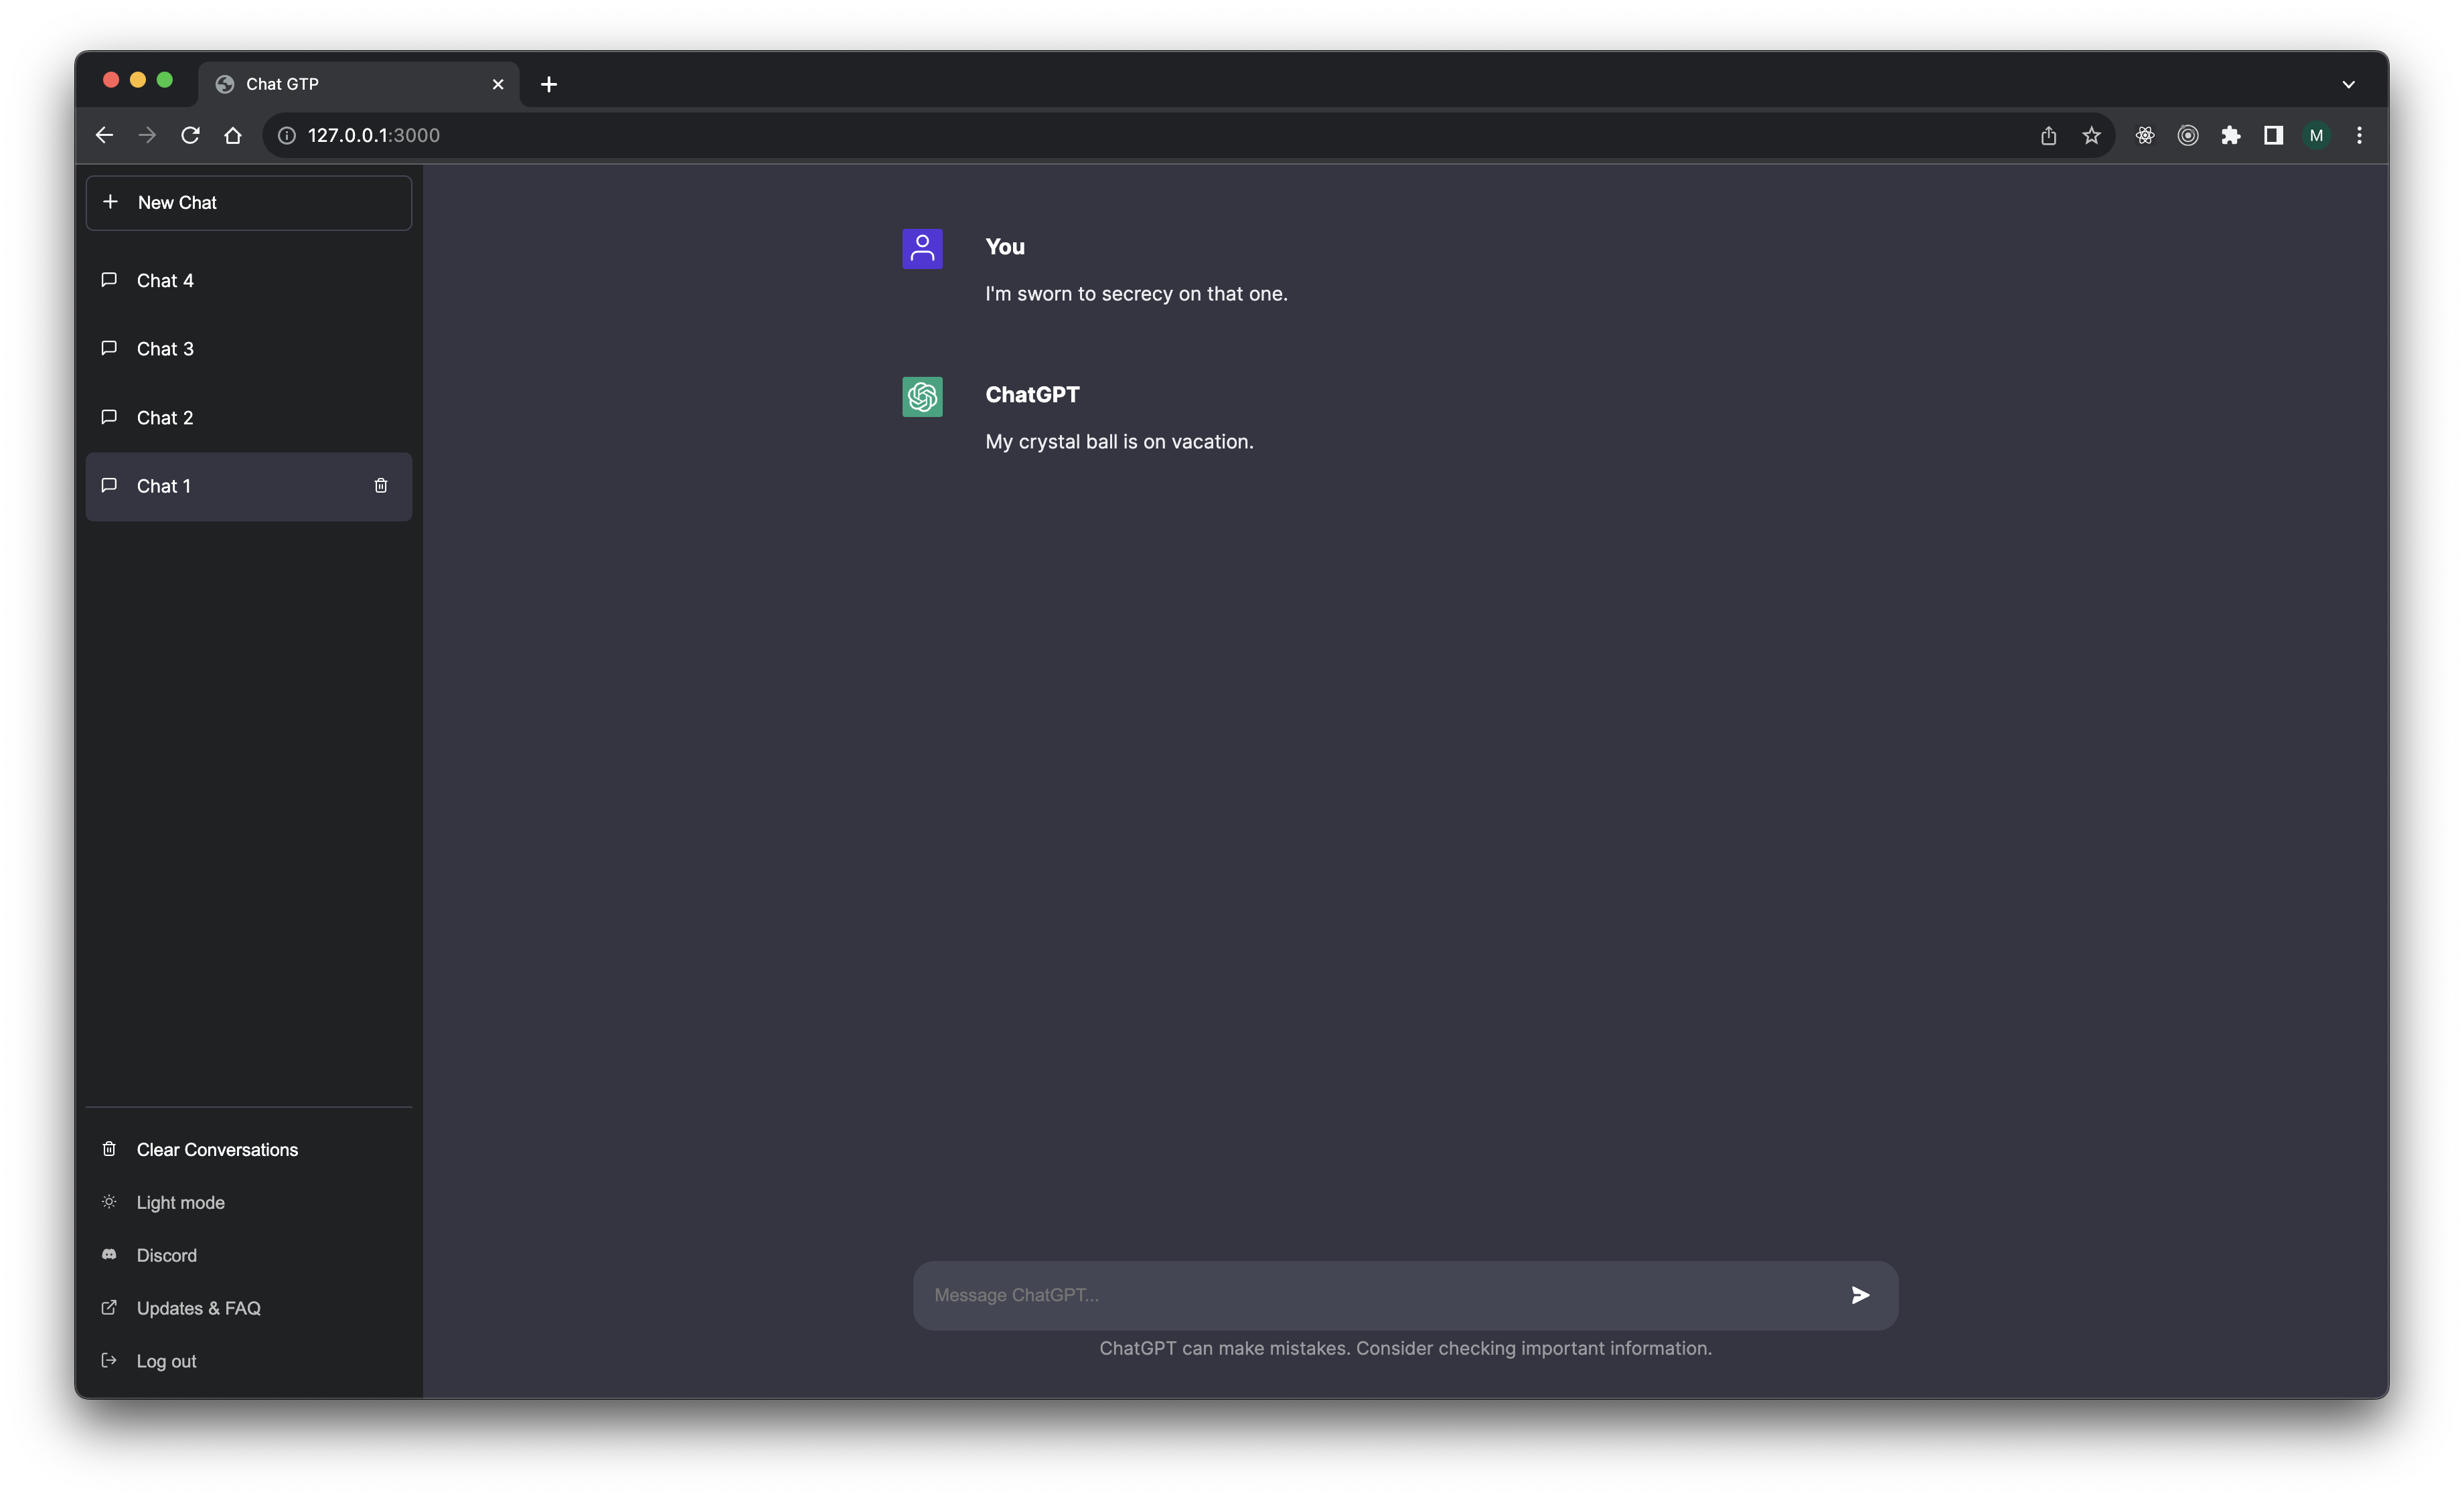 Chat GTP
127.0.0.1:3000
M
New Chat
Chat 4
Chat 3
Chat 2
Chat 1
Clear Conversations
Light mode
Discord
Updates & FAQ
Log out
You
I'm sworn to secrecy on that one.
ChatGPT
My crystal ball is on vacation.
Message ChatGPT...
ChatGPT can make mistakes. Consider checking important information.